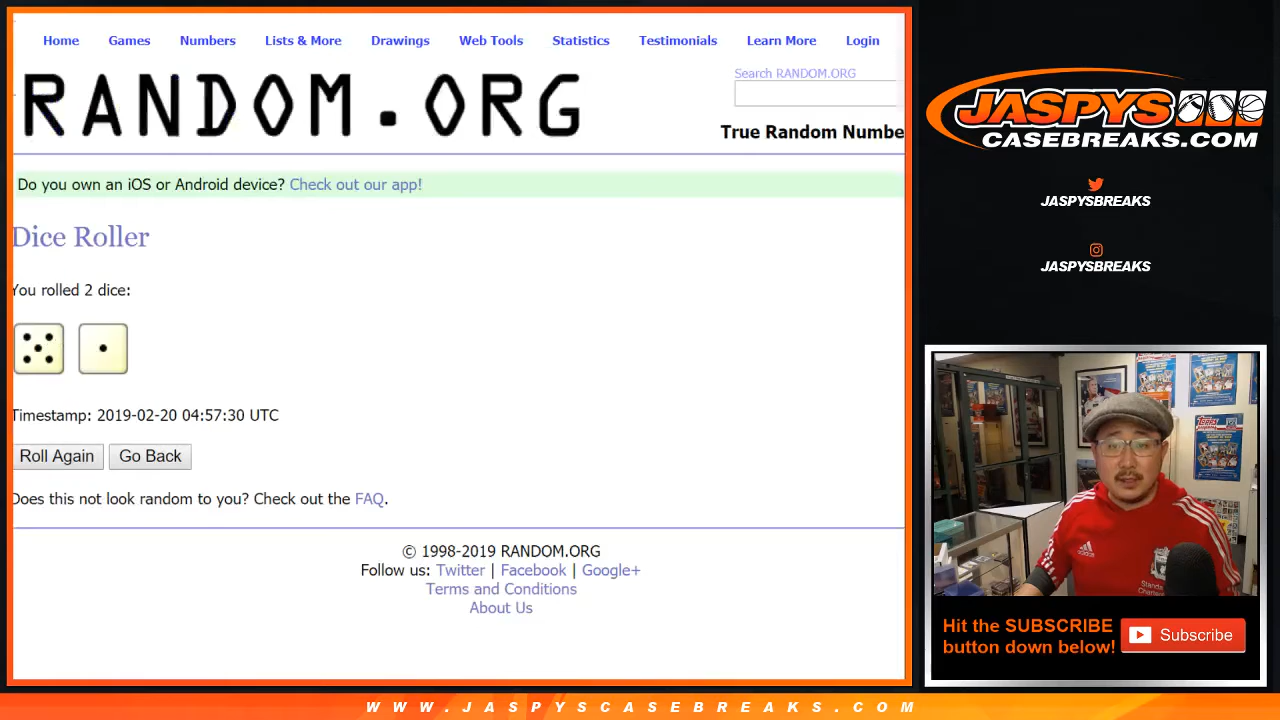 Home Games Numbers Lists & More Drawings Web Tools Statistics Testimonials Learn More Login
RANDOM.ORG
Search RANDOM.ORG
True Random Numbe
Do you own an iOS or Android device? Check out our app!
Dice Roller
You rolled 2 dice:
Timestamp: 2019-02-20 04:57:30 UTC
Roll Again Go Back
Does this not look random to you? Check out the FAQ.
© 1998-2019 RANDOM.ORG
Follow us: Twitter | Facebook | Google+
Terms and Conditions
About Us
JASPYS
CASEBREAKS.COM
JASPYSBREAKS
JASPYSBREAKS
adidas
Topps
Hit the SUBSCRIBE
button down below!
Subscribe
WWW.JASPYSCASEBREAKS.COM